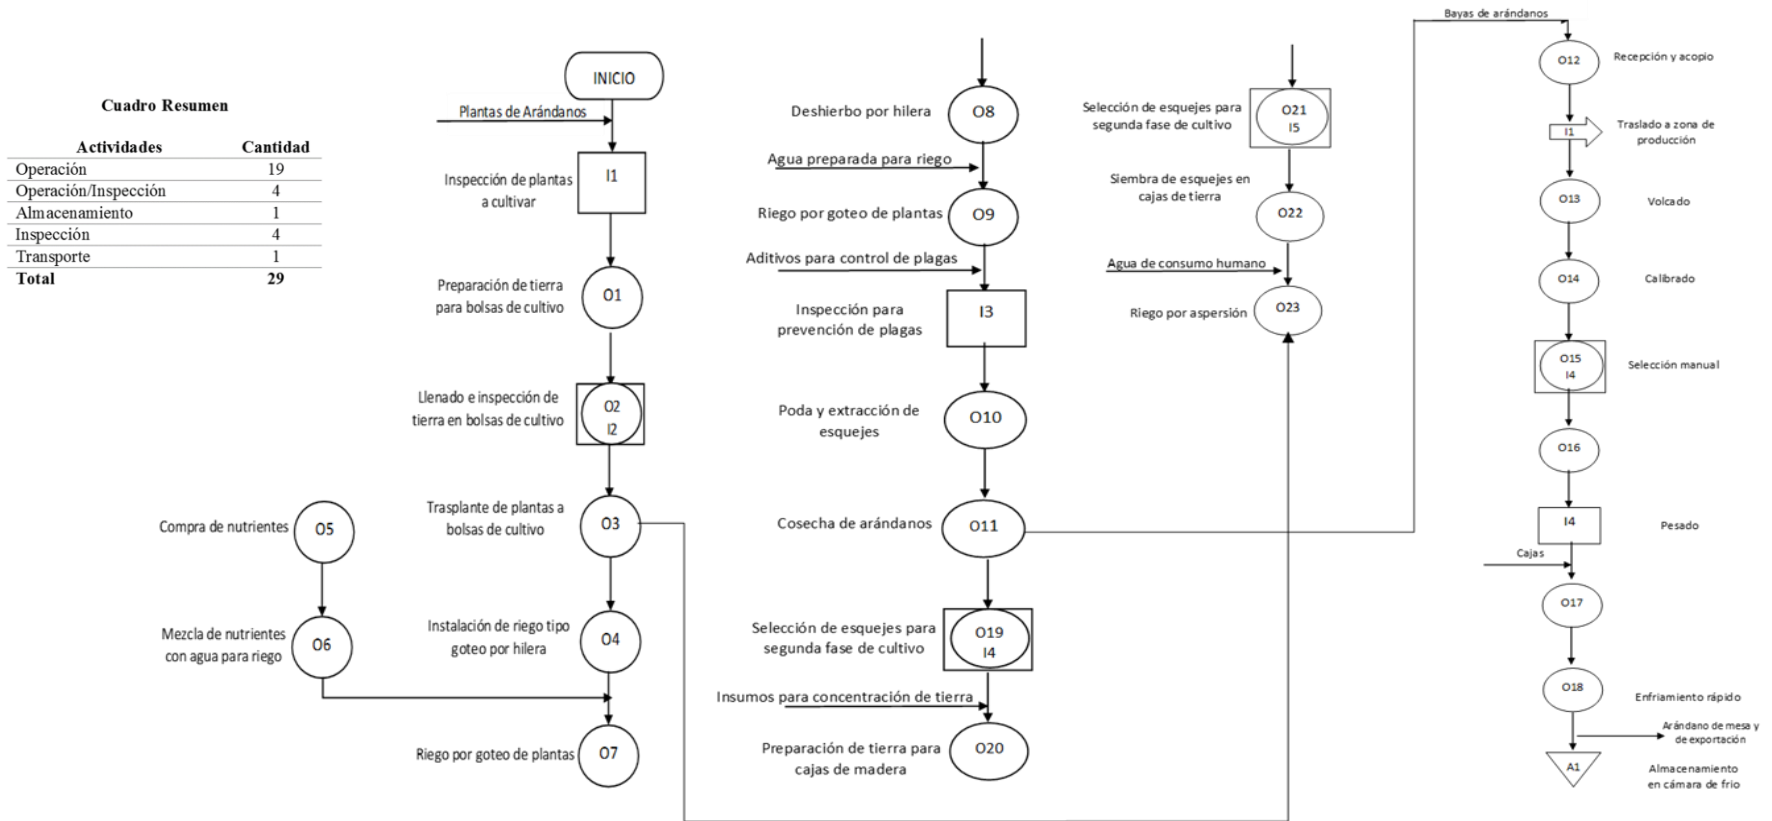 Cuadro Resumen
Actividades Cantidad
Operación 19
Operación/Inspección 4
Almacenamiento 1
Inspección 4
Transporte 1
Total 29
INICIO
Plantas de Arándanos
Inspección de plantas
a cultivar
I1
Preparación de tierra
para bolsas de cultivo
O1
Llenado e inspección de
tierra en bolsas de cultivo
O2
I2
Trasplante de plantas a
bolsas de cultivo
O3
Compra de nutrientes
O5
Mezcla de nutrientes
con agua para riego
O6
Instalación de riego tipo
goteo por hilera
O4
Riego por goteo de plantas
O7
Deshierbo por hilera
O8
Agua preparada para riego
Riego por goteo de plantas
O9
Aditivos para control de plagas
Inspección para
prevención de plagas
I3
Poda y extracción de
esquejes
O10
Cosecha de arándanos
O11
Selección de esquejes para
segunda fase de cultivo
O19
I4
Insumos para concentración de tierra
Preparación de tierra para
cajas de madera
O20
Selección de esquejes para
segunda fase de cultivo
O21
I5
Siembra de esquejes en
cajas de tierra
O22
Agua de consumo humano
Riego por aspersión
O23
Bayas de arándanos
O12
Recepción y acopio
I1
Traslado a zona de
producción
O13
Volcado
O14
Calibrado
O15
I4
Selección manual
O16
I4
Pesado
Cajas
O17
O18
Enfriamiento rápido
Arándano de mesa y
de exportación
A1
Almacenamiento
en cámara de frio